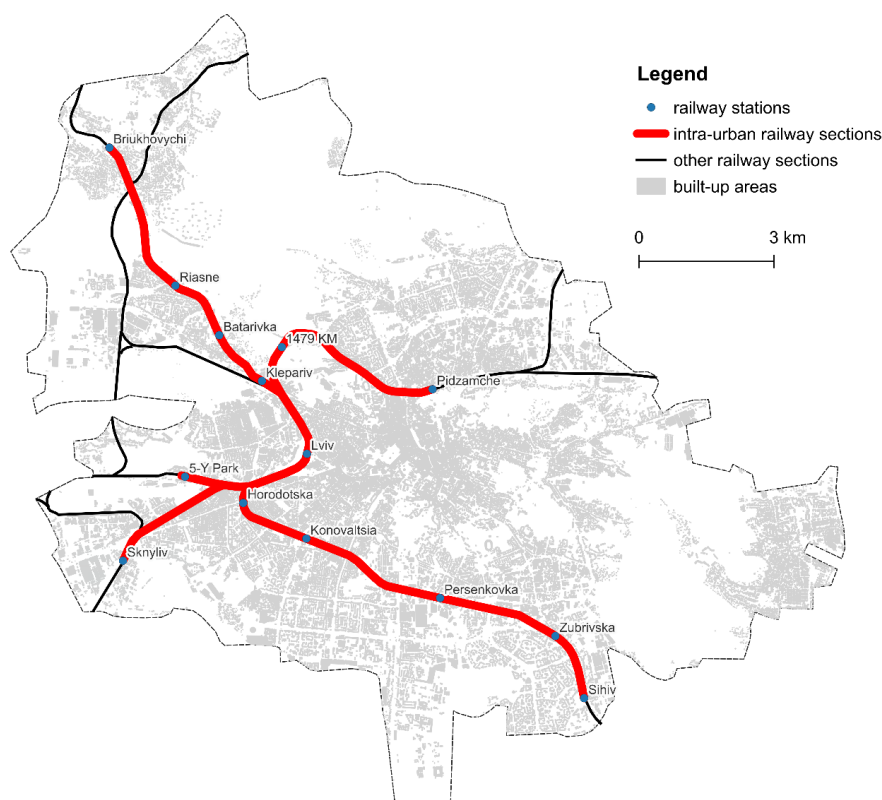 Legend
railway stations
intra-urban railway sections
other railway sections
built-up areas
0 3 km
Briukhovychi
Riasne
Batarivka
1479 KM
Klepariv
Pidzamche
Lviv
5-Y Park
Horodotska
Konovaltsia
Sknyliv
Persenkovka
Zubrivska
Sihiv